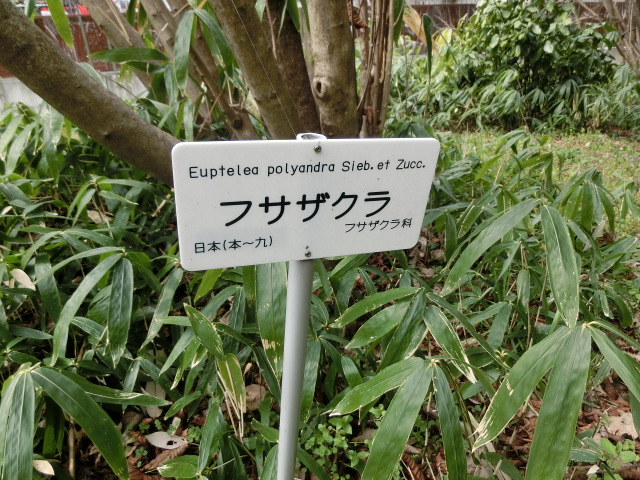 Euptelea polyandra Sieb. et Zucc.
フサザクラ
フサザクラ科
日本(本～九)